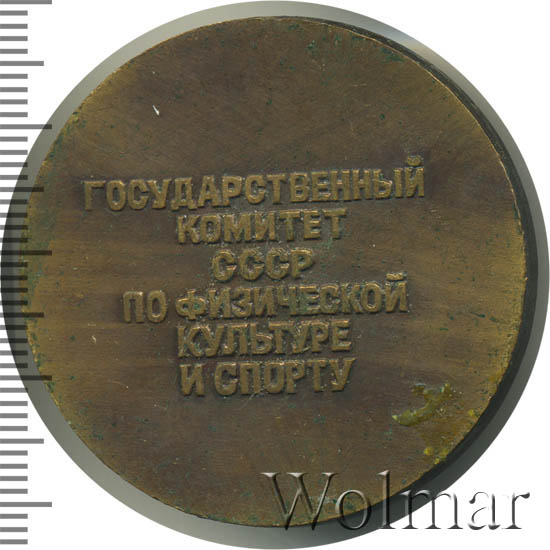 ГОСУДАРСТВЕННЫЙ
КОМИТЕТ
СССР
ПО ФИЗИЧЕСКОЙ
КУЛЬТУРЕ
И СПОРТУ
Wolmar